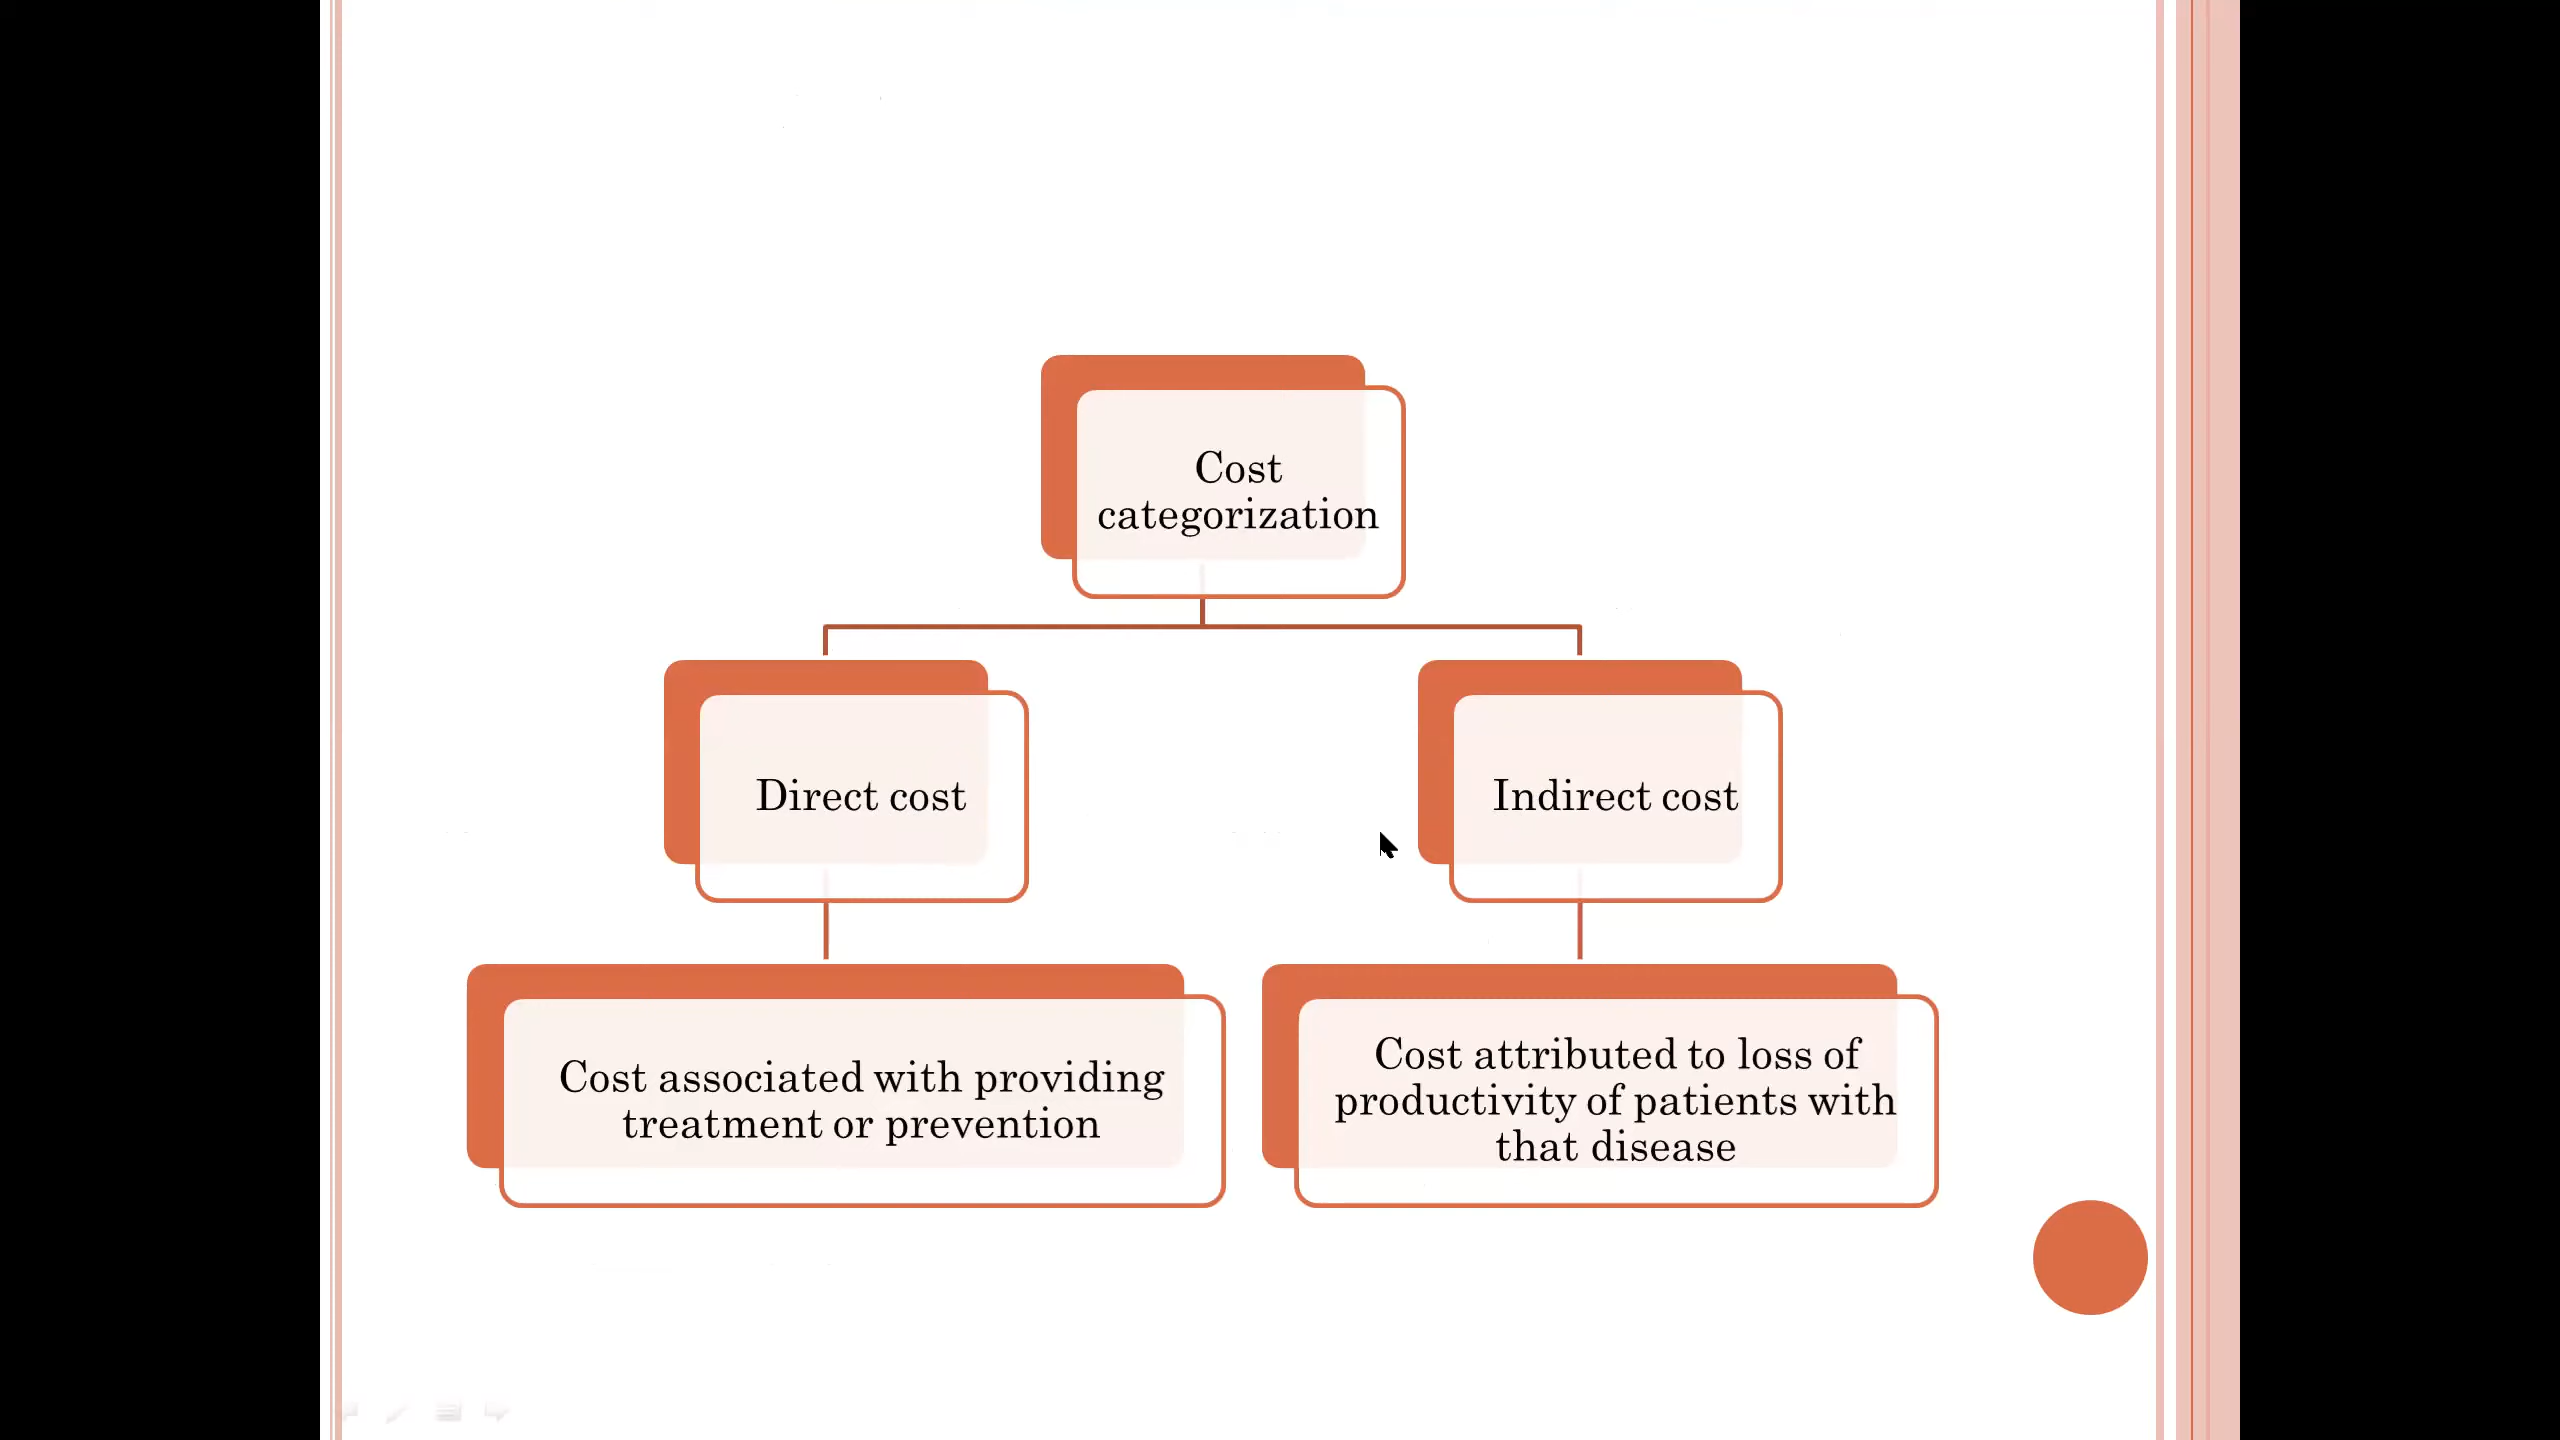 Cost
categorization
Direct cost
Indirect cost
Cost associated with providing
treatment or prevention
Cost attributed to loss of
productivity of patients with
that disease